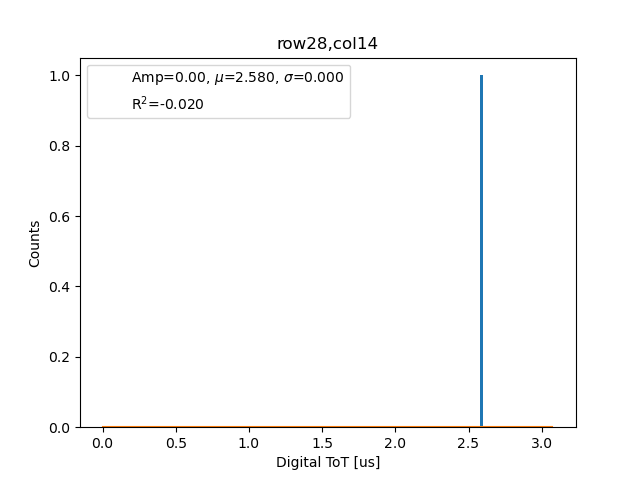 row28,col14
Amp=0.00, μ=2.580, σ=0.000
R²=-0.020
Counts
1.0
0.8
0.6
0.4
0.2
0.0
0.0 0.5 1.0 1.5 2.0 2.5 3.0
Digital ToT [us]